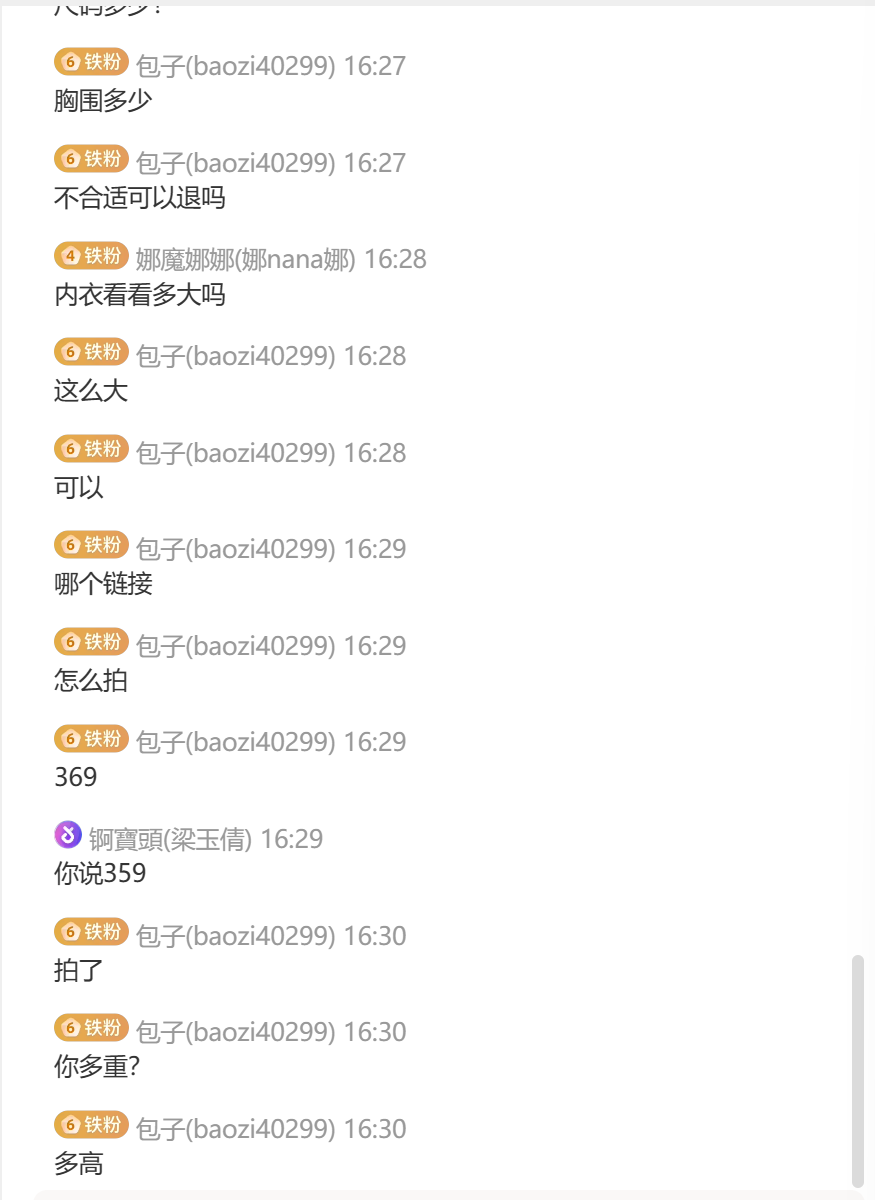 尺码多少！
6 铁粉 包子(baozi40299) 16:27
胸围多少
6 铁粉 包子(baozi40299) 16:27
不合适可以退吗
4 铁粉 娜魔娜娜(娜nana娜) 16:28
内衣看看多大吗
6 铁粉 包子(baozi40299) 16:28
这么大
6 铁粉 包子(baozi40299) 16:28
可以
6 铁粉 包子(baozi40299) 16:29
哪个链接
6 铁粉 包子(baozi40299) 16:29
怎么拍
6 铁粉 包子(baozi40299) 16:29
369
锕寶頭(梁玉倩) 16:29
你说359
6 铁粉 包子(baozi40299) 16:30
拍了
6 铁粉 包子(baozi40299) 16:30
你多重?
6 铁粉 包子(baozi40299) 16:30
多高